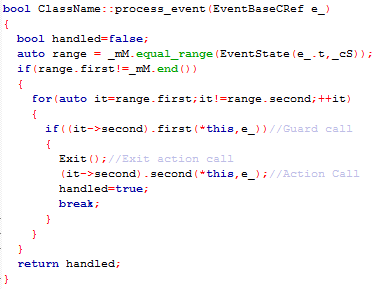 bool ClassName::process_event(EventBaseCRef e_)
{
  bool handled=false;
  auto range = _mM.equal_range(EventState(e_.t,_cS));
  if(range.first!=_mM.end())
  {
    for(auto it=range.first;it!=range.second;++it)
    {
      if((it->second).first(*this,e_))//Guard call
      {
        Exit();//Exit action call
        (it->second).second(*this,e_);//Action Call
        handled=true;
        break;
      }
    }
  }
  return handled;
}